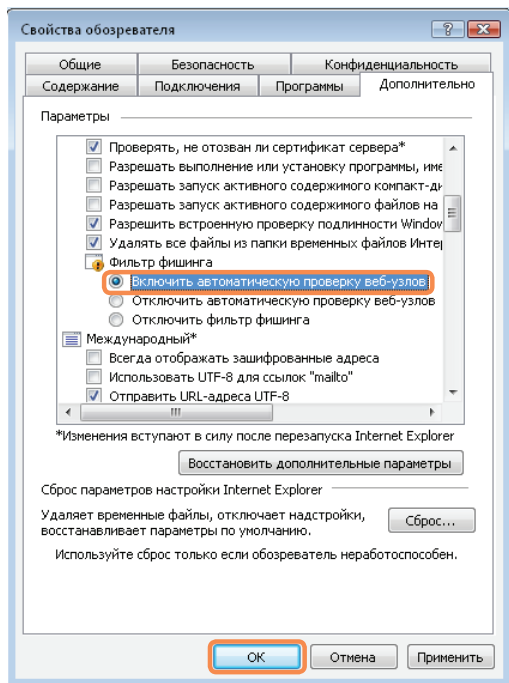 Свойства обозревателя
Общие Безопасность Конфиденциальность
Содержание Подключения Программы Дополнительно
Параметры
Проверять, не отозван ли сертификат сервера*
Разрешать выполнение или установку программы, име
Разрешать запуск активного содержимого компакт-ди
Разрешать запуск активного содержимого файлов на
Разрешить встроенную проверку подлинности Window
Удалять все файлы из папки временных файлов Интер
Фильтр фишинга
Включить автоматическую проверку веб-узлов
Отключить автоматическую проверку веб-узлов
Отключить фильтр фишинга
Международный*
Всегда отображать зашифрованные адреса
Использовать UTF-8 для ссылок "mailto"
Отправить URL-адреса UTF-8
*Изменения вступают в силу после перезапуска Internet Explorer
Восстановить дополнительные параметры
Сброс параметров настройки Internet Explorer
Удаляет временные файлы, отключает надстройки,
восстанавливает параметры по умолчанию.
Сброс...
Используйте сброс только если обозреватель неработоспособен.
ОК Отмена Применить